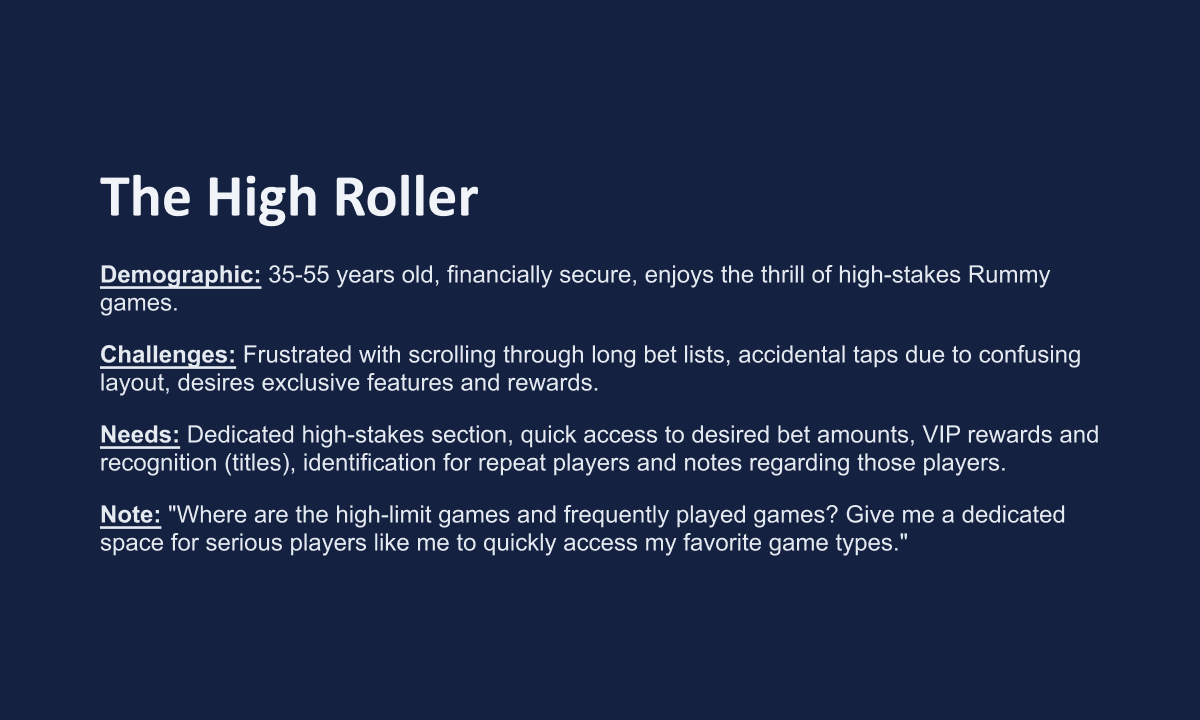 The High Roller
Demographic: 35-55 years old, financially secure, enjoys the thrill of high-stakes Rummy
games.
Challenges: Frustrated with scrolling through long bet lists, accidental taps due to confusing
layout, desires exclusive features and rewards.
Needs: Dedicated high-stakes section, quick access to desired bet amounts, VIP rewards and
recognition (titles), identification for repeat players and notes regarding those players.
Note: "Where are the high-limit games and frequently played games? Give me a dedicated
space for serious players like me to quickly access my favorite game types."